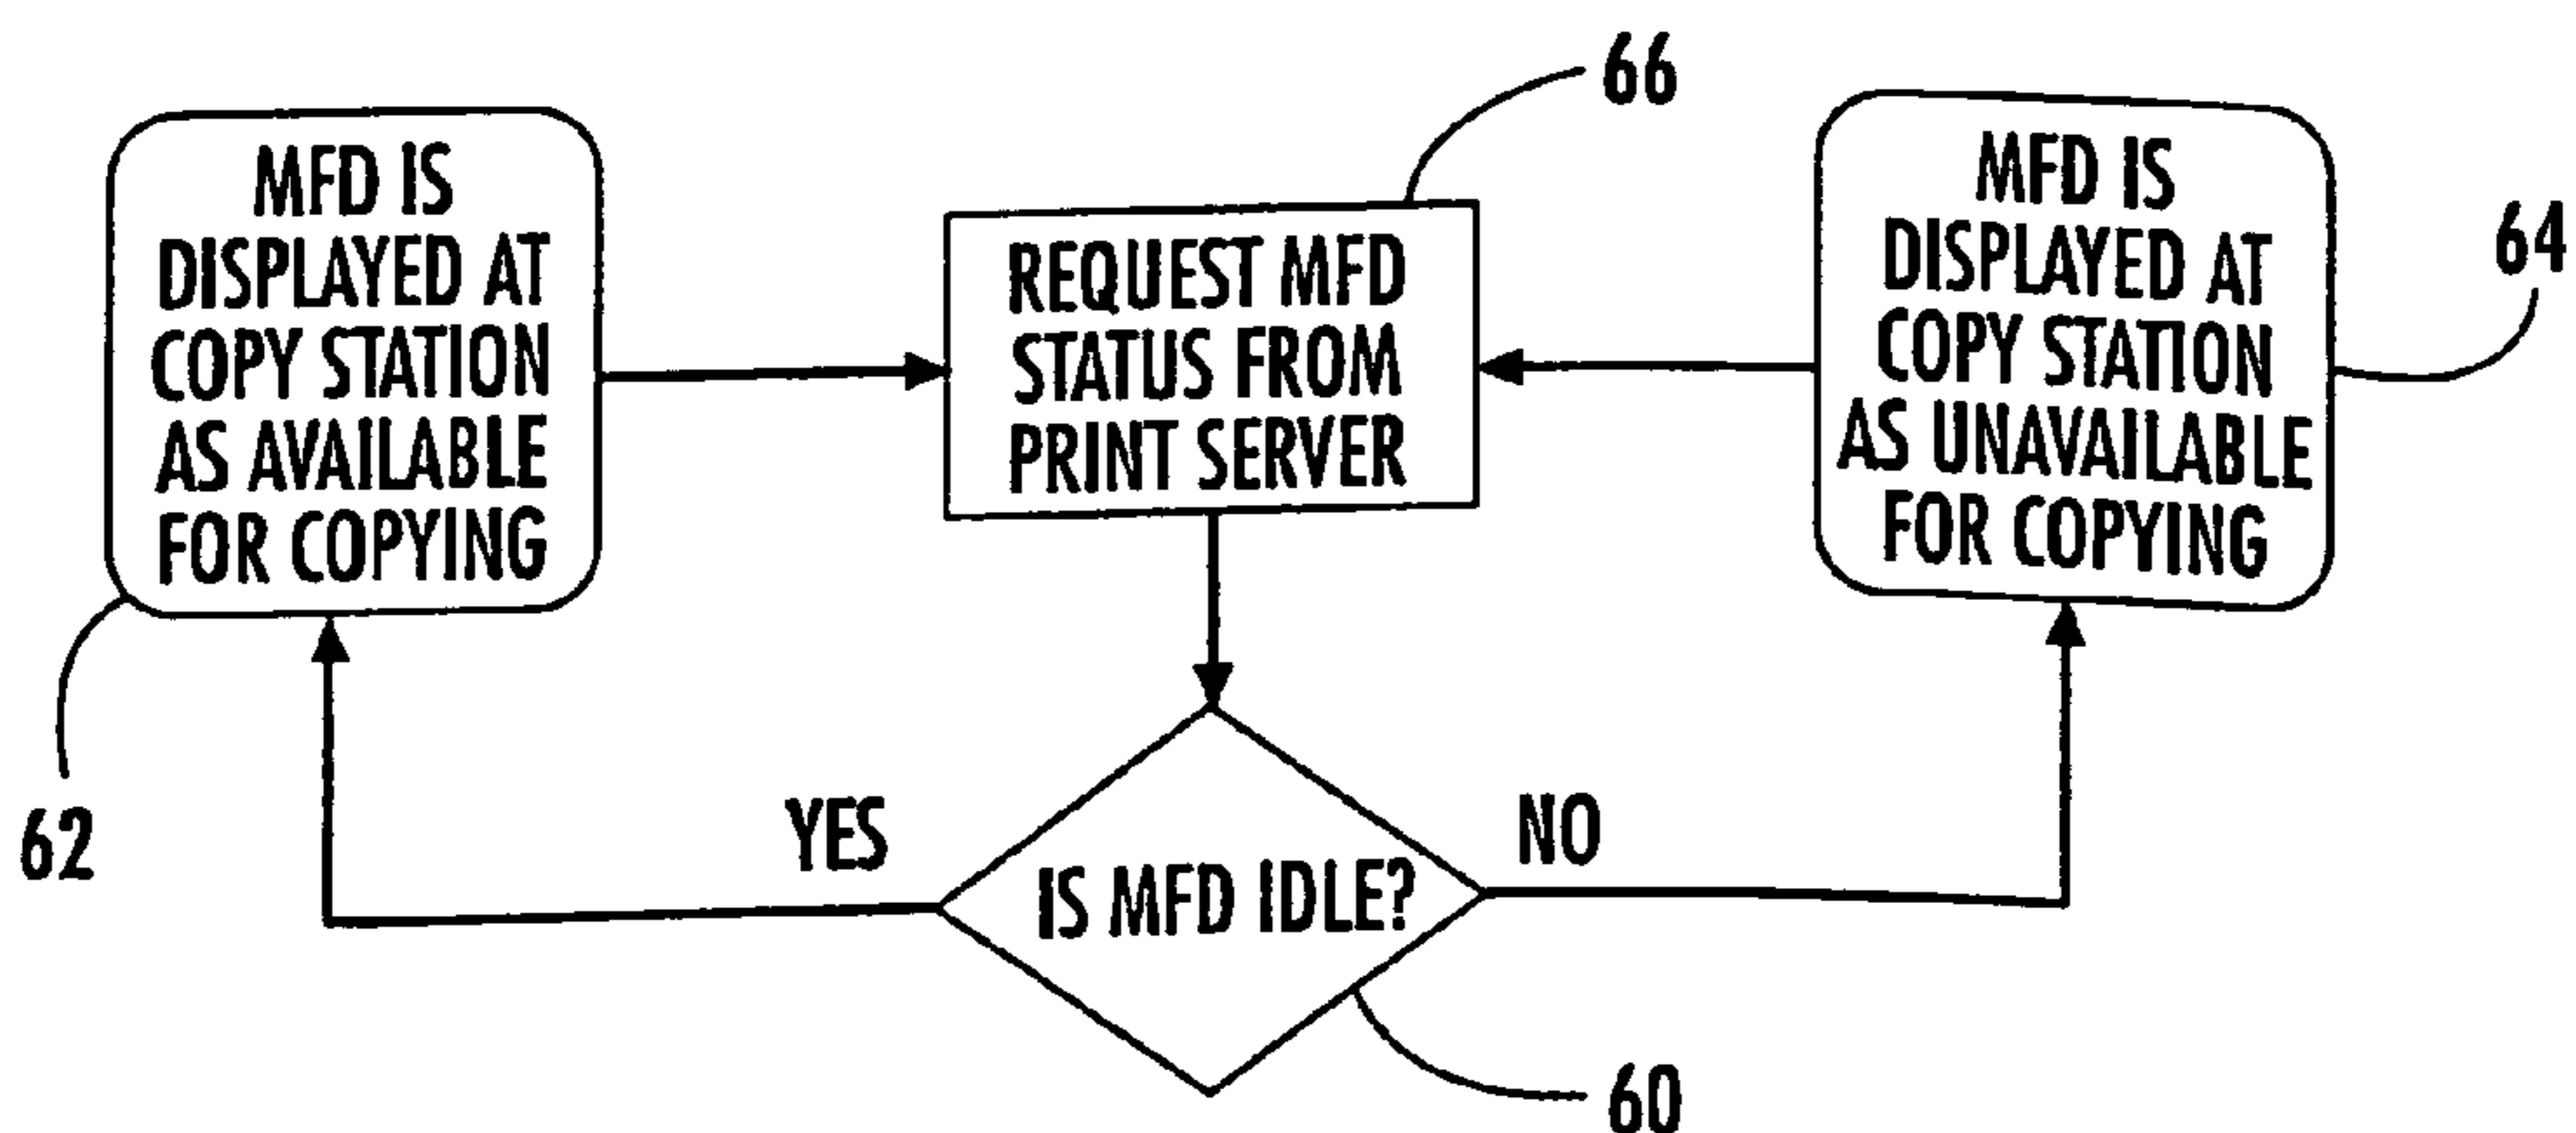 66
MFD IS
DISPLAYED AT
COPY STATION
AS AVAILABLE
FOR COPYING
62
REQUEST MFD
STATUS FROM
PRINT SERVER
MFD IS
DISPLAYED AT
COPY STATION
AS UNAVAILABLE
FOR COPYING
64
YES
IS MFD IDLE?
NO
60